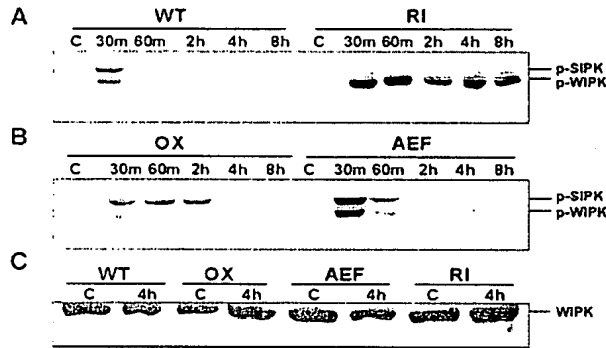 A
WT RI
C 30m 60m 2h 4h 8h C 30m 60m 2h 4h 8h
p-SIPK
p-WIPK
B
OX AEF
C 30m 60m 2h 4h 8h C 30m 60m 2h 4h 8h
p-SIPK
p-WIPK
C
WT OX AEF RI
C 4h C 4h C 4h C 4h
WIPK